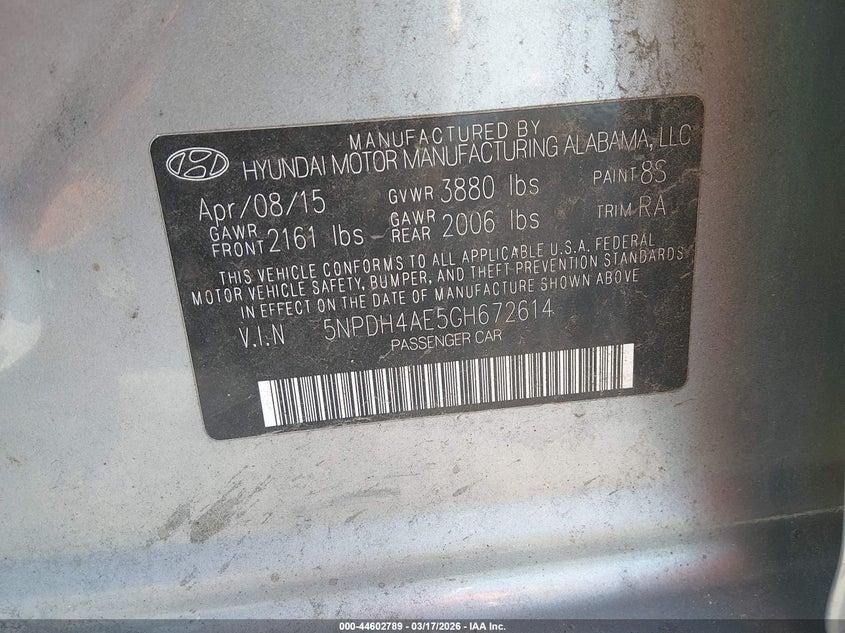 MANUFACTURED BY
HYUNDAI MOTOR MANUFACTURING ALABAMA, LLC
Apr/08/15 GVWR 3880 lbs PAINT 8S
GAWR FRONT 2161 lbs GAWR REAR 2006 lbs TRIM RA
THIS VEHICLE CONFORMS TO ALL APPLICABLE U.S.A. FEDERAL
MOTOR VEHICLE SAFETY, BUMPER, AND THEFT PREVENTION STANDARDS
IN EFFECT ON THE DATE OF MANUFACTURE SHOWN ABOVE
V.I.N 5NPDH4AE5GH672614
PASSENGER CAR
000-44602789 - 03/17/2026 - IAA Inc.